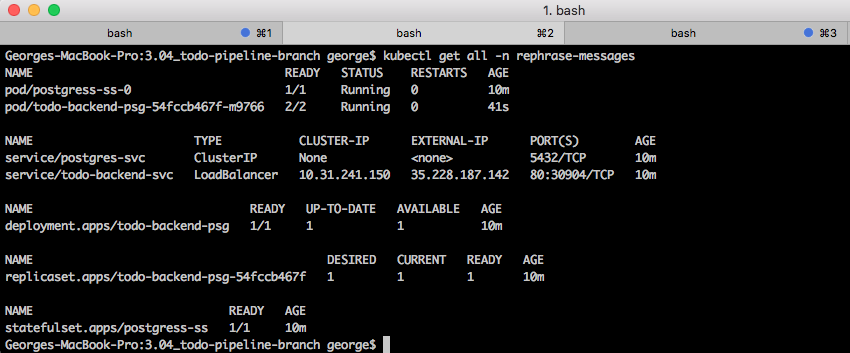 1. bash
bash ⌘1 bash ⌘2 bash ⌘3
Georges-MacBook-Pro:3.04_todo-pipeline-branch george$ kubectl get all -n rephrase-messages
NAME READY STATUS RESTARTS AGE
pod/postgress-ss-0 1/1 Running 0 10m
pod/todo-backend-psg-54fccb467f-m9766 2/2 Running 0 41s
NAME TYPE CLUSTER-IP EXTERNAL-IP PORT(S) AGE
service/postgres-svc ClusterIP None <none> 5432/TCP 10m
service/todo-backend-svc LoadBalancer 10.31.241.150 35.228.187.142 80:30904/TCP 10m
NAME READY UP-TO-DATE AVAILABLE AGE
deployment.apps/todo-backend-psg 1/1 1 1 10m
NAME DESIRED CURRENT READY AGE
replicaset.apps/todo-backend-psg-54fccb467f 1 1 1 10m
NAME READY AGE
statefulset.apps/postgress-ss 1/1 10m
Georges-MacBook-Pro:3.04_todo-pipeline-branch george$